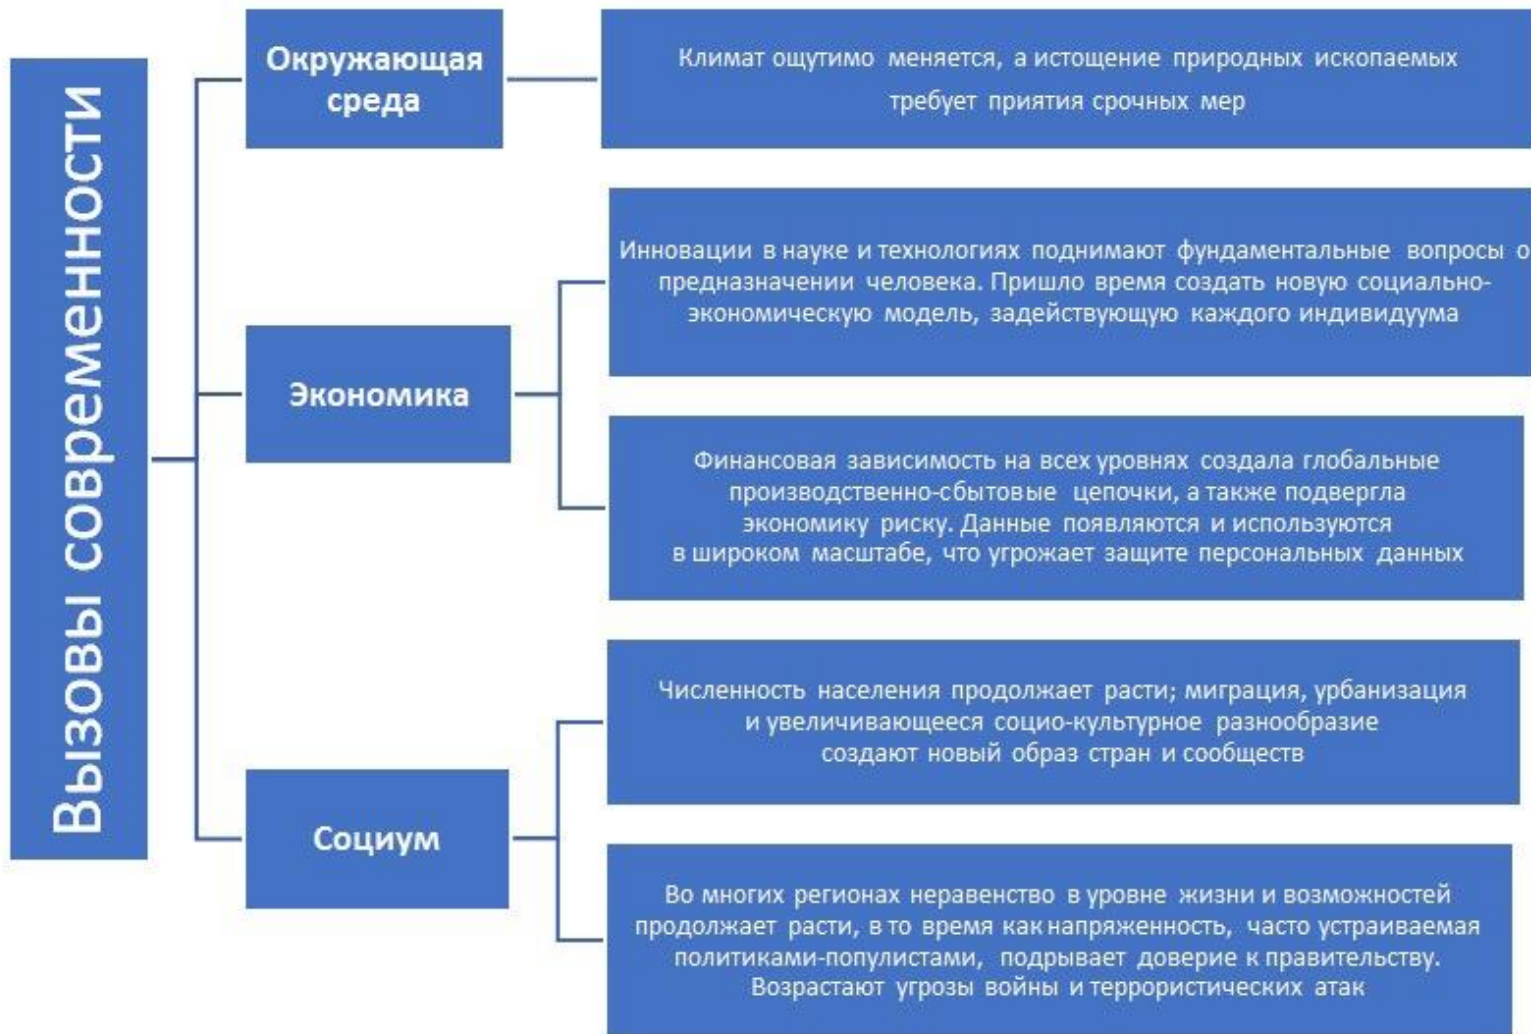 Вызовы современности
Окружающая
среда
Климат ощутимо меняется, а истощение природных ископаемых
требует приятия срочных мер
Экономика
Инновации в науке и технологиях поднимают фундаментальные вопросы о
предназначении человека. Пришло время создать новую социально-
экономическую модель, задействующую каждого индивидуума
Финансовая зависимость на всех уровнях создала глобальные
производственно-сбытовые цепочки, а также подвергла
экономику риску. Данные появляются и используются
в широком масштабе, что угрожает защите персональных данных
Социум
Численность населения продолжает расти; миграция, урбанизация
и увеличивающееся социо-культурное разнообразие
создают новый образ стран и сообществ
Во многих регионах неравенство в уровне жизни и возможностей
продолжает расти, в то время как напряженность, часто устраиваемая
политиками-популистами, подрывает доверие к правительству.
Возрастают угрозы войны и террористических атак